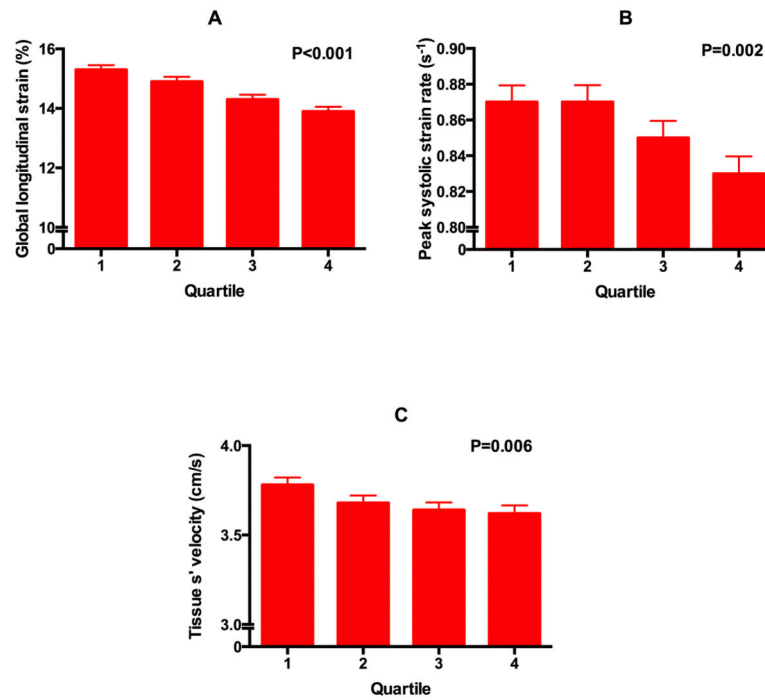 A
P<0.001
Global longitudinal strain (%)
16
14
12
10
0
1 2 3 4
Quartile
B
P=0.002
Peak systolic strain rate (s⁻¹)
0.90
0.88
0.86
0.84
0.82
0.80
0
1 2 3 4
Quartile
C
P=0.006
Tissue s' velocity (cm/s)
4.0
3.5
3.0
0
1 2 3 4
Quartile